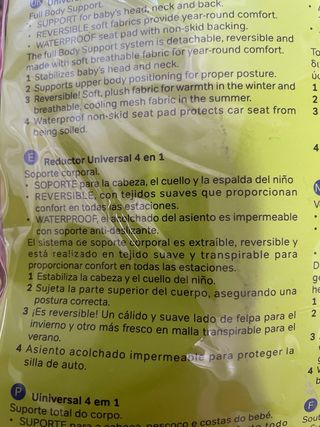 Full Body Support.
• SUPPORT for baby's head, neck and back.
• REVERSIBLE soft fabrics provide year-round comfort.
• WATERPROOF seat pad with non-skid backing.
The full Body Support system is detachable, reversible and
made with soft breathable fabric for year-round comfort.
1 Stabilizes baby's head and neck.
2 Supports upper body positioning for proper posture.
3 Reversible! Soft, plush fabric for warmth in the winter and
breathable, cooling mesh fabric in the summer.
4 Waterproof non-skid seat pad protects car seat from
being soiled.
E Reductor Universal 4 en 1
Soporte corporal.
• SOPORTE para la cabeza, el cuello y la espalda del niño
• REVERSIBLE, con tejidos suaves que proporcionan
confort en todas las estaciones.
• WATERPROOF, el acolchado del asiento es impermeable
con soporte anti-deslizante.
El sistema de soporte corporal es extraíble, reversible y
está realizado en tejido suave y transpirable para
proporcionar confort en todas las estaciones.
1 Estabiliza la cabeza y el cuello del niño.
2 Sujeta la parte superior del cuerpo, asegurando una
postura correcta.
3 ¡Es reversible! Un cálido y suave lado de felpa para el
invierno y otro más fresco en malla transpirable para el
verano.
4 Asiento acolchado impermeable para proteger la
silla de auto.
P Uiniversal 4 em 1
Suporte total do corpo.
• SUPORTE para a cabeça, pescoço e costas do bebé.